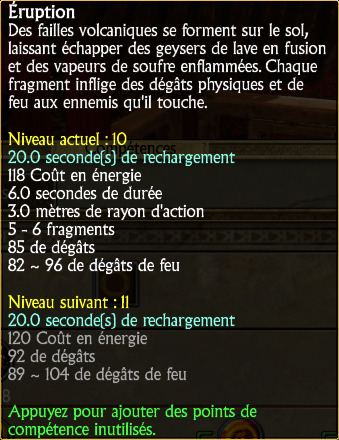 Éruption
Des failles volcaniques se forment sur le sol,
laissant échapper des geysers de lave en fusion
et des vapeurs de soufre enflammées. Chaque
fragment inflige des dégâts physiques et de
feu aux ennemis qu'il touche.
Niveau actuel : 10
20.0 seconde(s) de rechargement
118 Coût en énergie
6.0 secondes de durée
3.0 mètres de rayon d'action
5 - 6 fragments
85 de dégâts
82 ~ 96 de dégâts de feu
Niveau suivant : 11
20.0 seconde(s) de rechargement
120 Coût en énergie
92 de dégâts
89 ~ 104 de dégâts de feu
Appuyez pour ajouter des points de
compétence inutilisés.